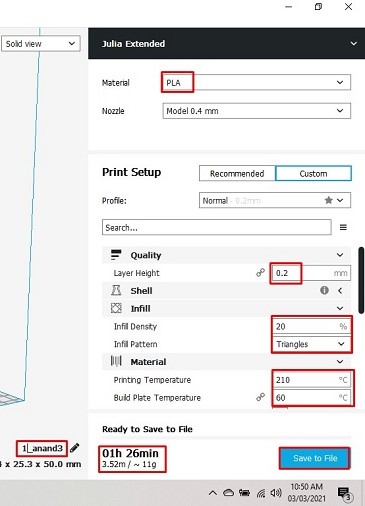 Solid view
Julia Extended
Material PLA
Nozzle Model 0.4 mm
Print Setup Recommended Custom
Profile: Normal - 0.2mm
Search...
Quality
Layer Height 0.2 mm
Shell
Infill
Infill Density 20 %
Infill Pattern Triangles
Material
Printing Temperature 210 °C
Build Plate Temperature 60 °C
Ready to Save to File
1_anand3
x 25.3 x 50.0 mm
01h 26min
3.52m / ~ 11g
Save to File
10:50 AM
03/03/2021
3